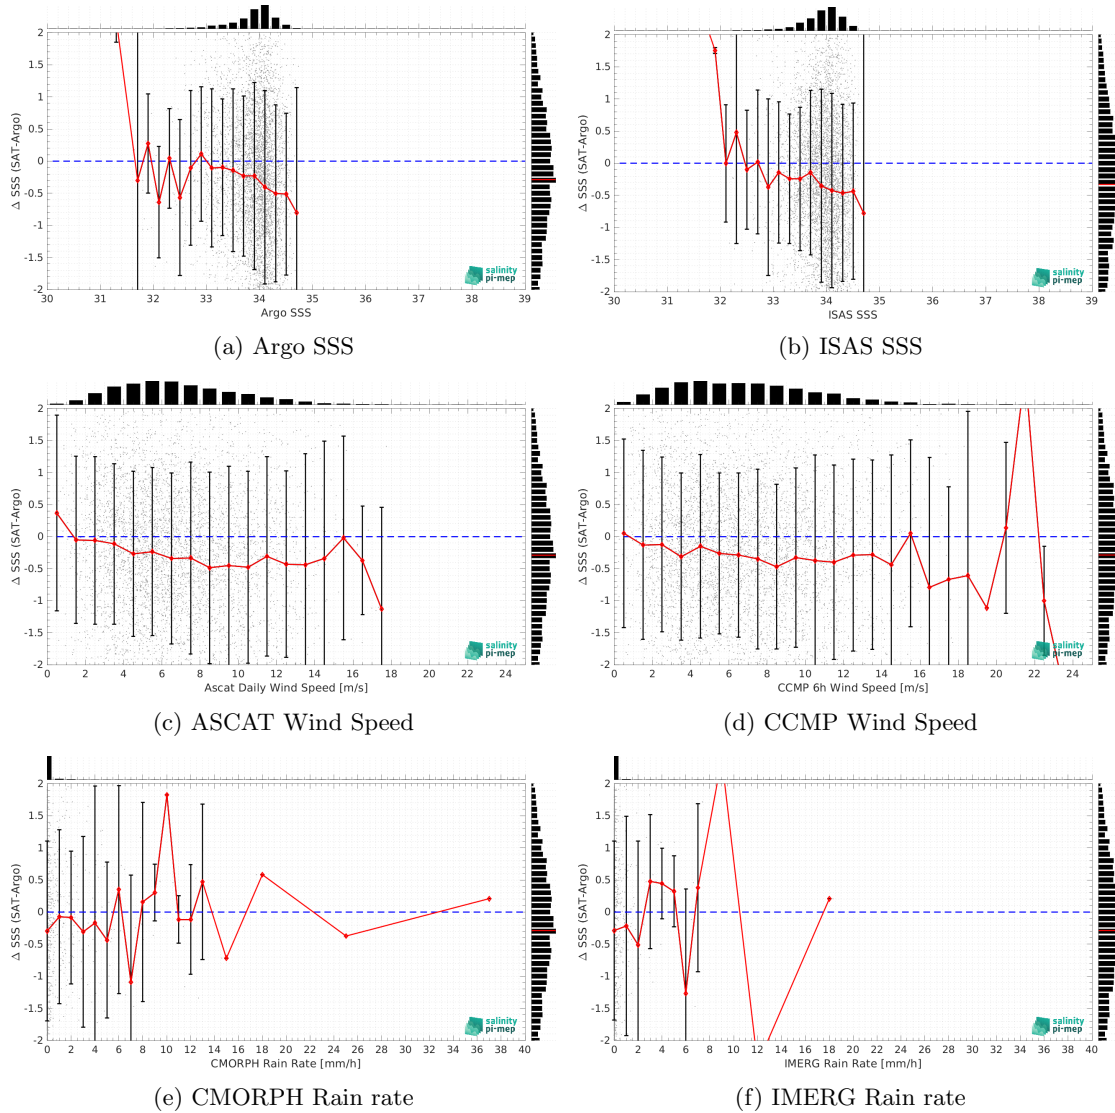 2
1.5
1
0.5
0
-0.5
-1
-1.5
-2
Δ SSS (SAT-Argo)
30 31 32 33 34 35 36 37 38 39
Argo SSS
salinity
pi-mep
(a) Argo SSS
2
1.5
1
0.5
0
-0.5
-1
-1.5
-2
Δ SSS (SAT-Argo)
30 31 32 33 34 35 36 37 38 39
ISAS SSS
salinity
pi-mep
(b) ISAS SSS
2
1.5
1
0.5
0
-0.5
-1
-1.5
-2
Δ SSS (SAT-Argo)
0 2 4 6 8 10 12 14 16 18 20 22 24
Ascat Daily Wind Speed [m/s]
salinity
pi-mep
(c) ASCAT Wind Speed
2
1.5
1
0.5
0
-0.5
-1
-1.5
-2
Δ SSS (SAT-Argo)
0 2 4 6 8 10 12 14 16 18 20 22 24
CCMP 6h Wind Speed [m/s]
salinity
pi-mep
(d) CCMP Wind Speed
2
1.5
1
0.5
0
-0.5
-1
-1.5
-2
Δ SSS (SAT-Argo)
0 2 4 6 8 10 12 14 16 18 20 22 24 26 28 30 32 34 36 38 40
CMORPH Rain Rate [mm/h]
salinity
pi-mep
(e) CMORPH Rain rate
2
1.5
1
0.5
0
-0.5
-1
-1.5
-2
Δ SSS (SAT-Argo)
0 2 4 6 8 10 12 14 16 18 20 22 24 26 28 30 32 34 36 38 40
IMERG Rain Rate [mm/h]
salinity
pi-mep
(f) IMERG Rain rate